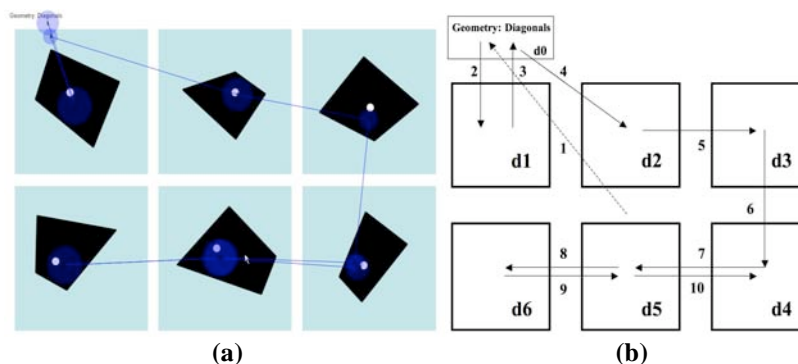 Geometry: Diagonals
Geometry: Diagonals
d0
2
3
4
d1
1
d2
5
d3
6
8
7
9
10
d6
d5
d4
(a)
(b)